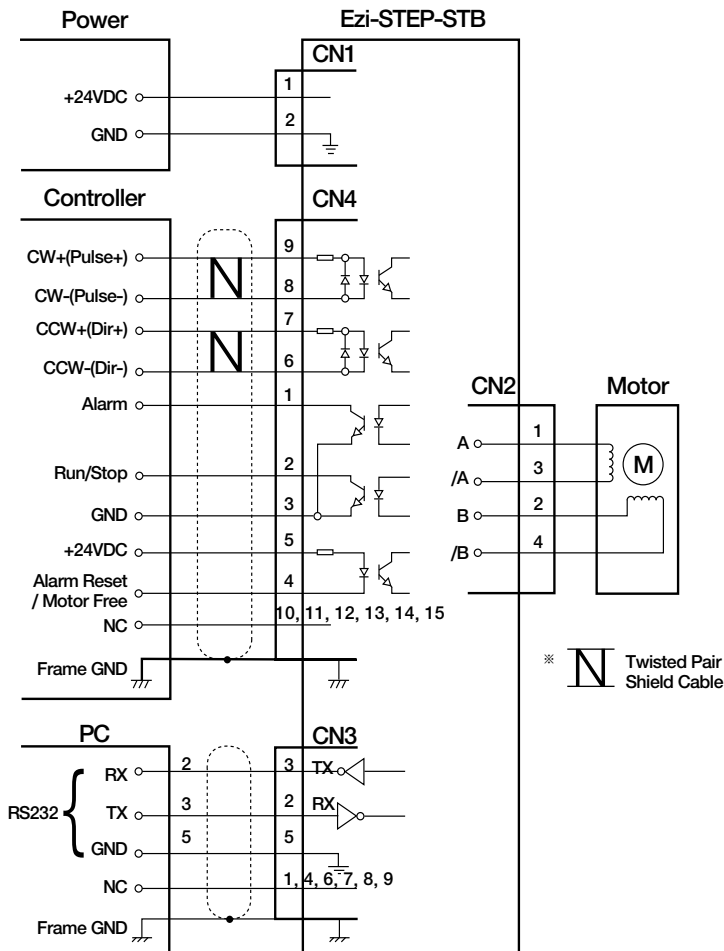 Power
Ezi-STEP-STB
CN1
+24VDC
1
GND
2
Controller
CN4
CW+(Pulse+)
9
CW-(Pulse-)
8
CCW+(Dir+)
7
CCW-(Dir-)
6
Alarm
1
Run/Stop
2
GND
3
+24VDC
5
Alarm Reset
/ Motor Free
4
NC
10, 11, 12, 13, 14, 15
Frame GND
CN2
Motor
A
1
/A
3
B
2
/B
4
M
※
N
Twisted Pair
Shield Cable
PC
CN3
RS232
RX
2
3
TX
TX
3
2
RX
GND
5
5
NC
1, 4, 6, 7, 8, 9
Frame GND